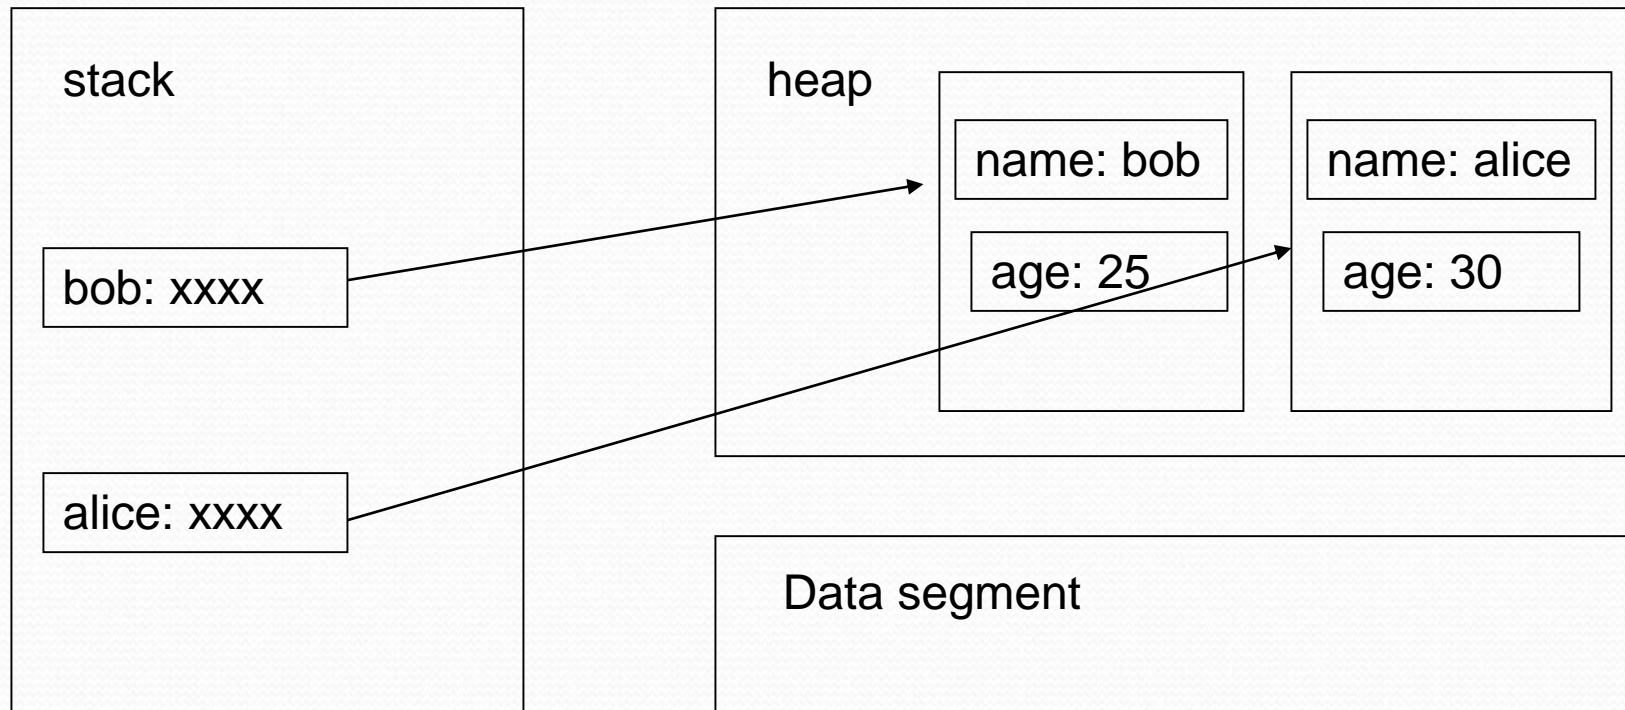 stack
bob: xxxx
alice: xxxx
heap
name: bob
age: 25
name: alice
age: 30
Data segment